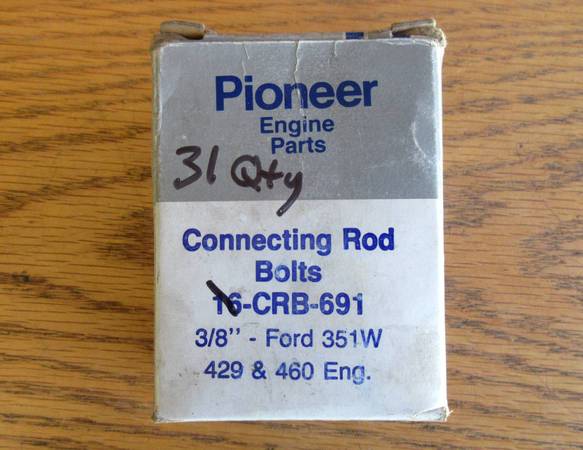 Pioneer
Engine
Parts
31 Qty
Connecting Rod
Bolts
16-CRB-691
3/8" - Ford 351W
429 & 460 Eng.